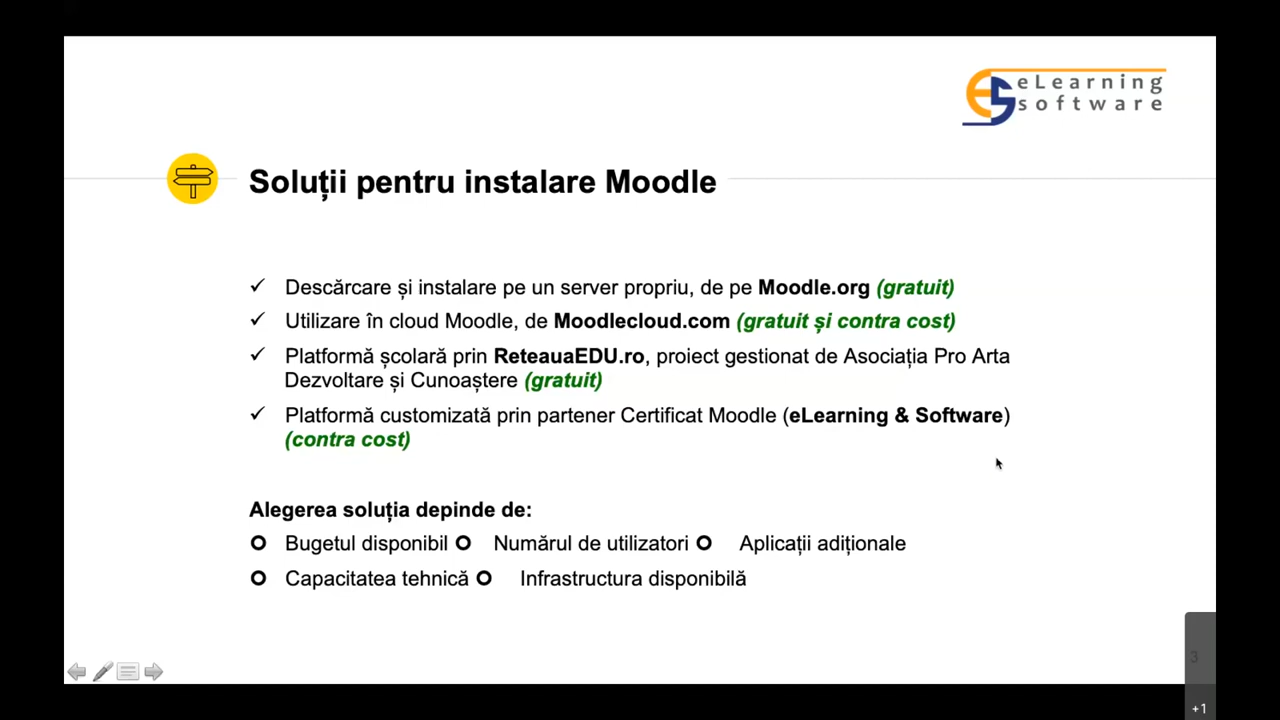 eLearning
software
Soluții pentru instalare Moodle
Descărcare și instalare pe un server propriu, de pe Moodle.org (gratuit)
Utilizare în cloud Moodle, de Moodlecloud.com (gratuit și contra cost)
Platformă școlară prin ReteauaEDU.ro, proiect gestionat de Asociația Pro Arta
Dezvoltare și Cunoaștere (gratuit)
Platformă customizată prin partener Certificat Moodle (eLearning & Software)
(contra cost)
Alegerea soluția depinde de:
Bugetul disponibil Numărul de utilizatori Aplicații adiționale
Capacitatea tehnică Infrastructura disponibilă
3
+1